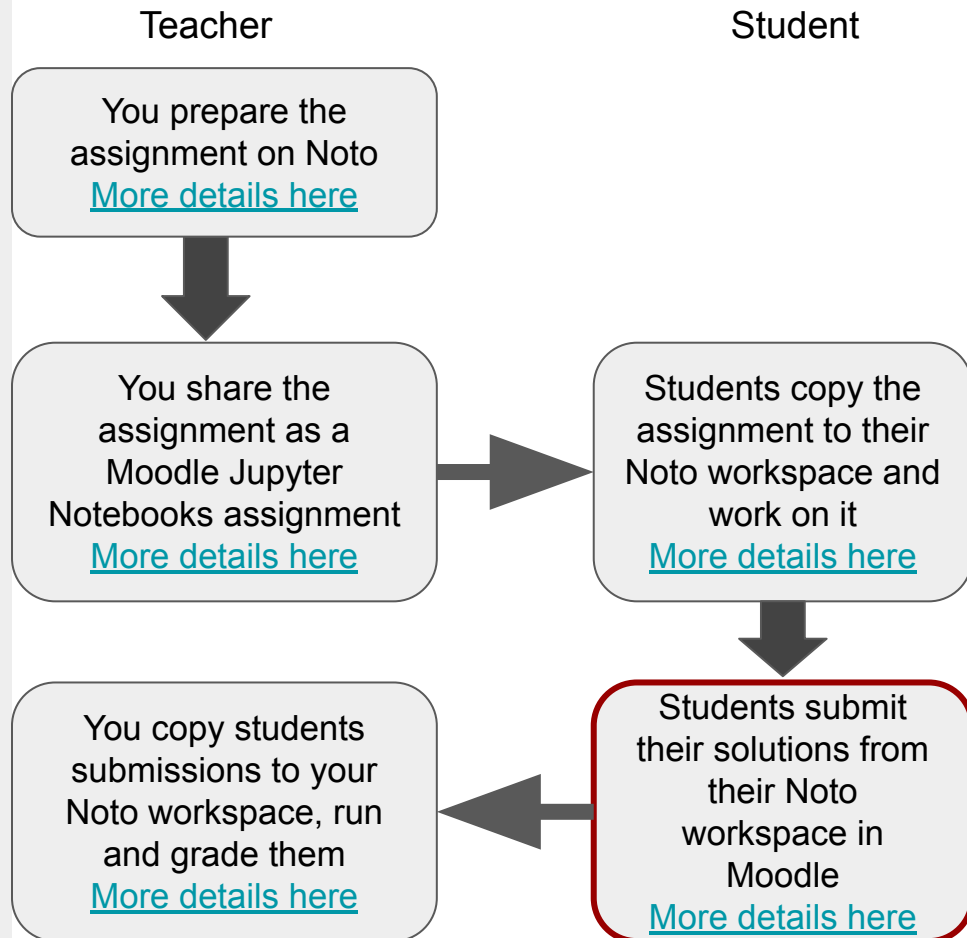 Teacher
Student
You prepare the
assignment on Noto
More details here
You share the
assignment as a
Moodle Jupyter
Notebooks assignment
More details here
Students copy the
assignment to their
Noto workspace and
work on it
More details here
Students submit
their solutions from
their Noto
workspace in
Moodle
More details here
You copy students
submissions to your
Noto workspace, run
and grade them
More details here